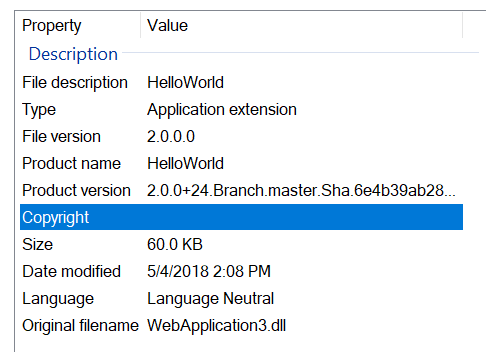 Property Value
Description
File description HelloWorld
Type Application extension
File version 2.0.0.0
Product name HelloWorld
Product version 2.0.0+24.Branch.master.Sha.6e4b39ab28...
Copyright
Size 60.0 KB
Date modified 5/4/2018 2:08 PM
Language Language Neutral
Original filename WebApplication3.dll